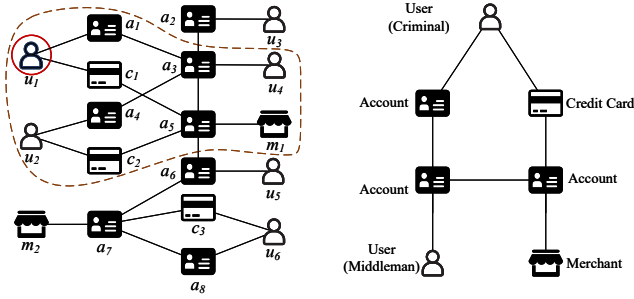 a1
a2
u3
u1
c1
a3
u4
a4
a5
m1
u2
c2
a6
u5
m2
a7
c3
u6
a8
User
(Criminal)
Account
Credit Card
Account
Account
User
(Middleman)
Merchant